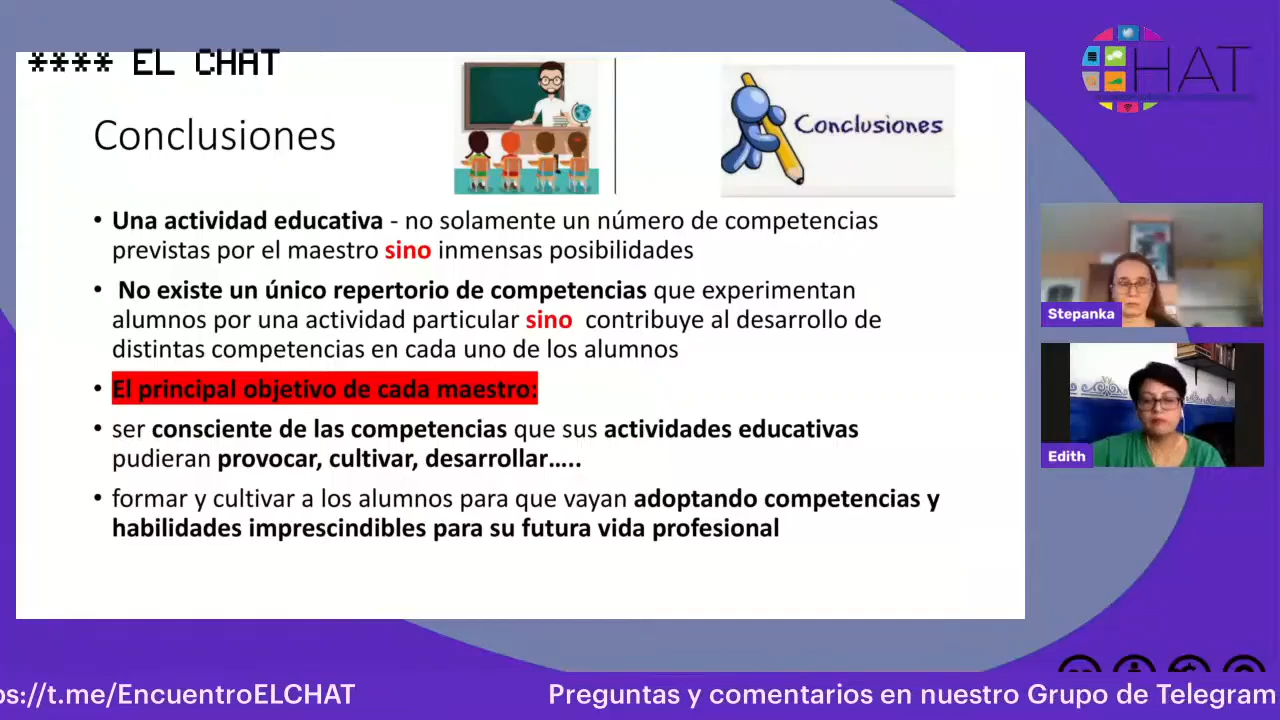 **** EL CHAT
Conclusiones
Conclusiones
• Una actividad educativa - no solamente un número de competencias
previstas por el maestro sino inmensas posibilidades
• No existe un único repertorio de competencias que experimentan
alumnos por una actividad particular sino contribuye al desarrollo de
distintas competencias en cada uno de los alumnos
• El principal objetivo de cada maestro:
• ser consciente de las competencias que sus actividades educativas
pudieran provocar, cultivar, desarrollar…..
• formar y cultivar a los alumnos para que vayan adoptando competencias y
habilidades imprescindibles para su futura vida profesional
HAT
Stepanka
Edith
ps://t.me/EncuentroELCHAT
Preguntas y comentarios en nuestro Grupo de Telegram